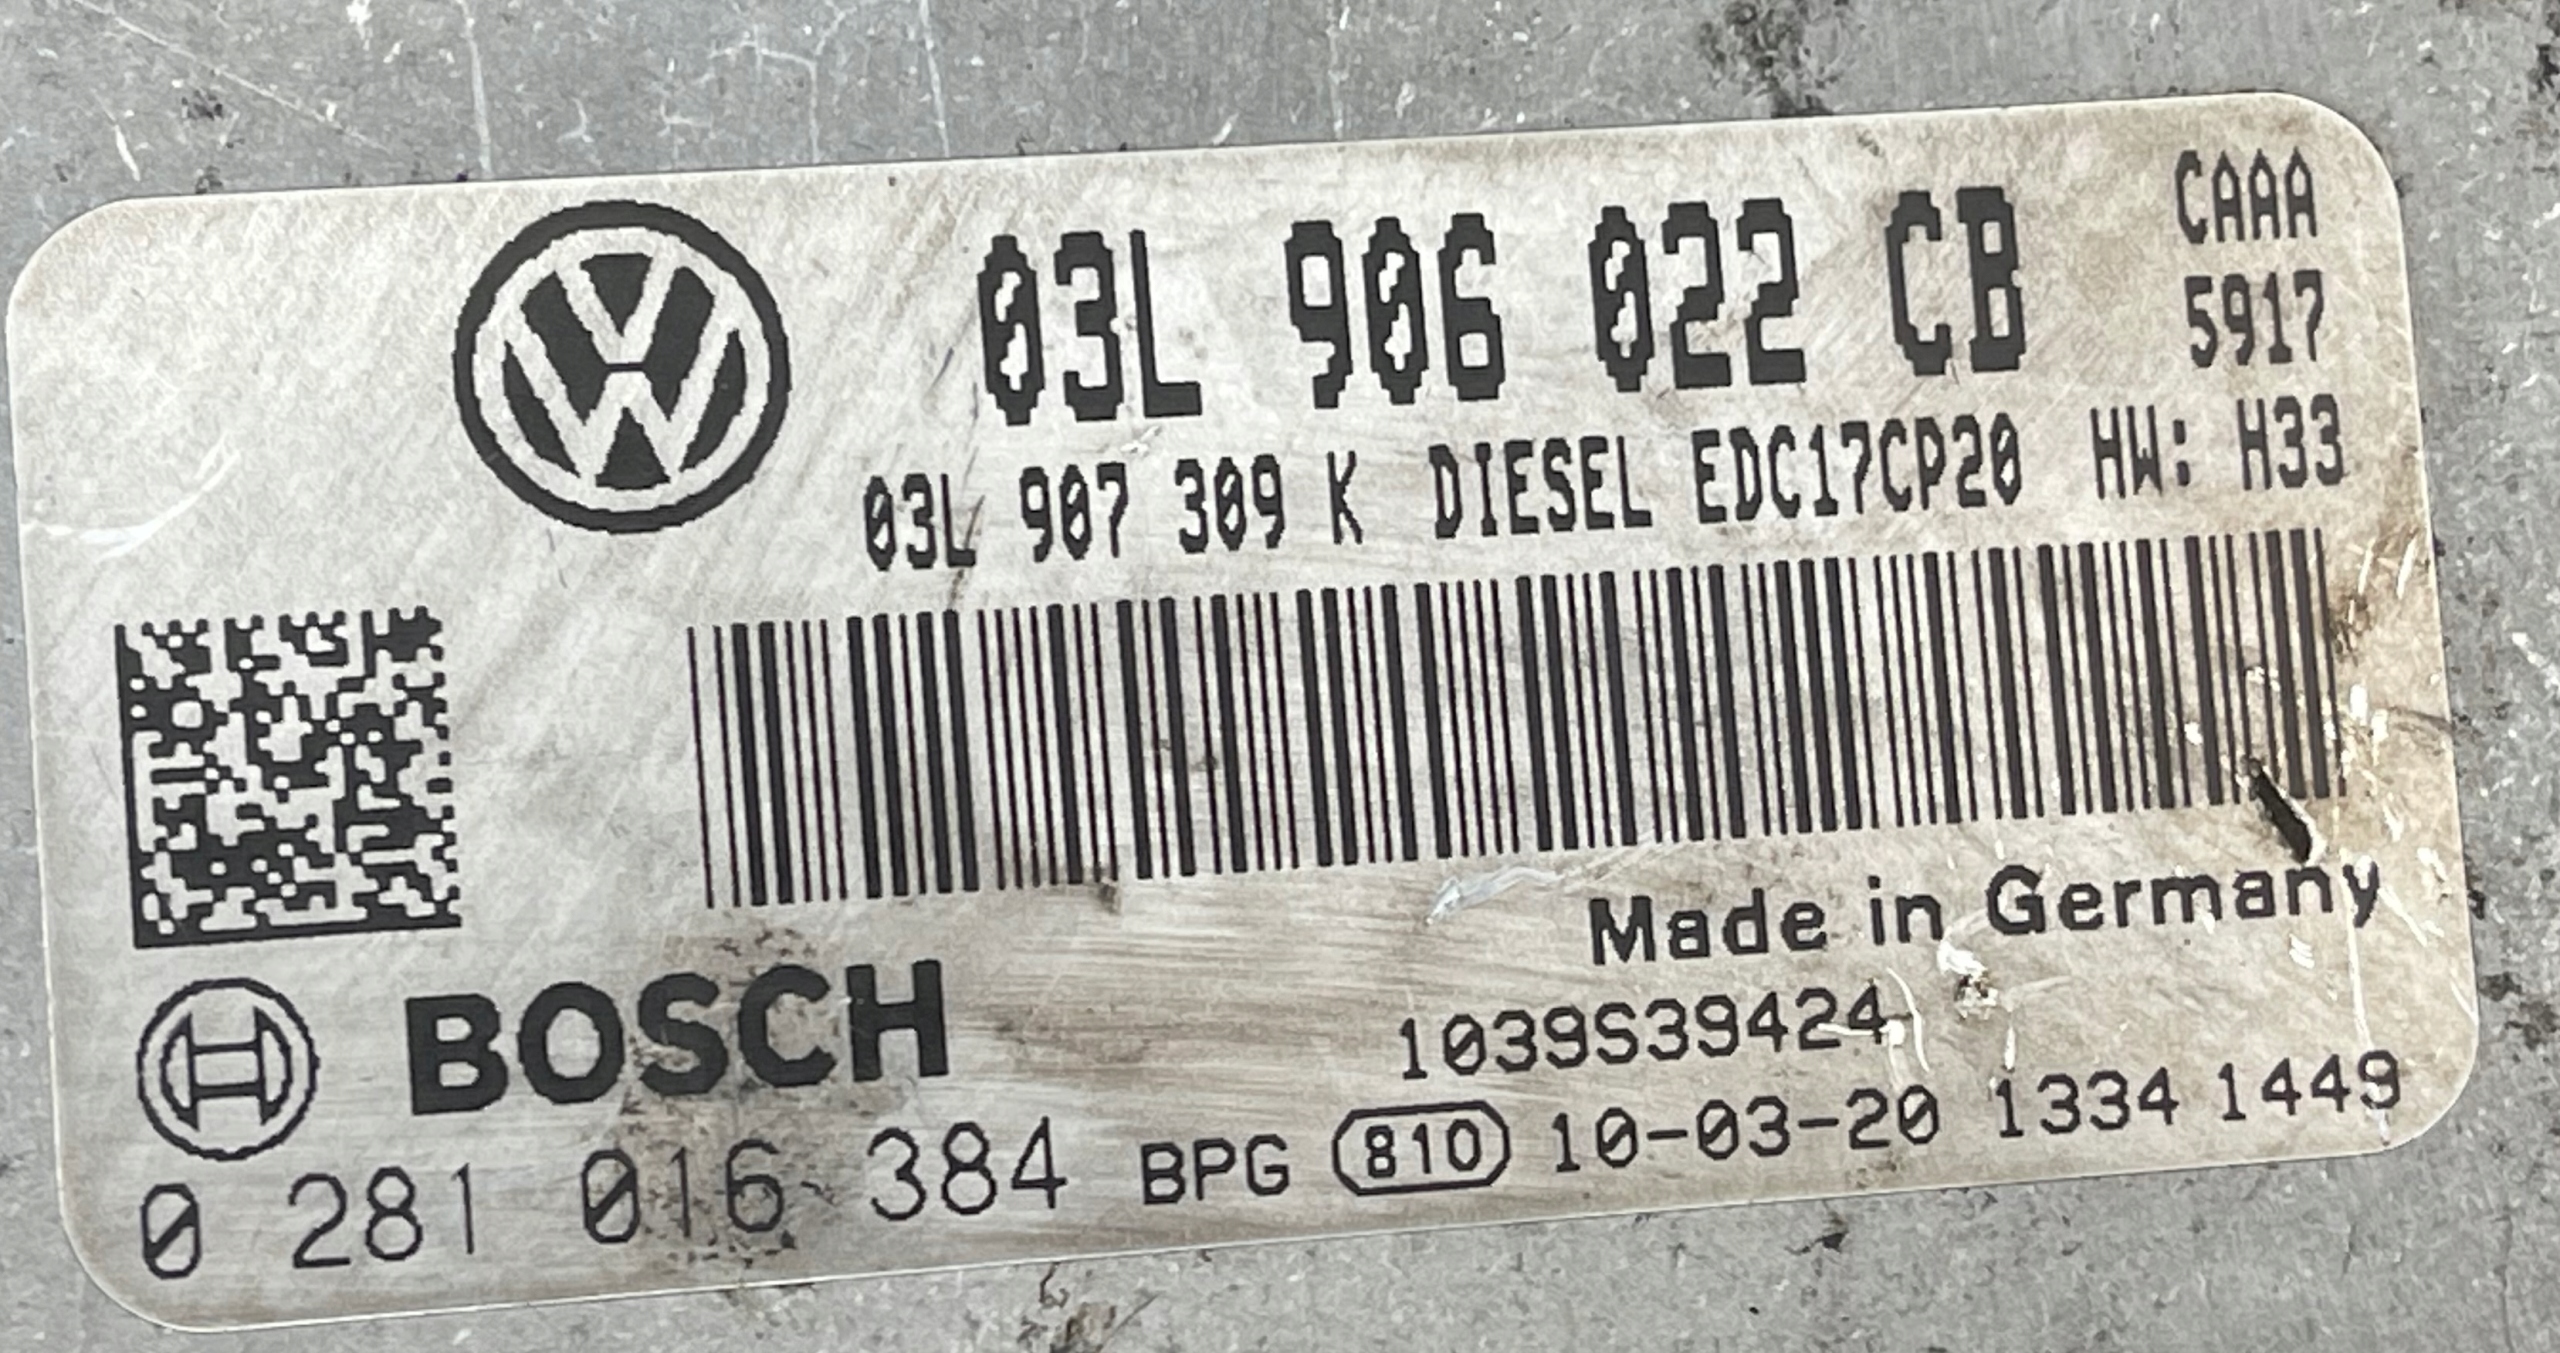 03L 906 022 CB
CAAA
5917
03L 907 309 K DIESEL EDC17CP20 HW: H33
Made in Germany
BOSCH
1039S39424
0 281 016 384 BPG 810 10-03-20 1334 1449